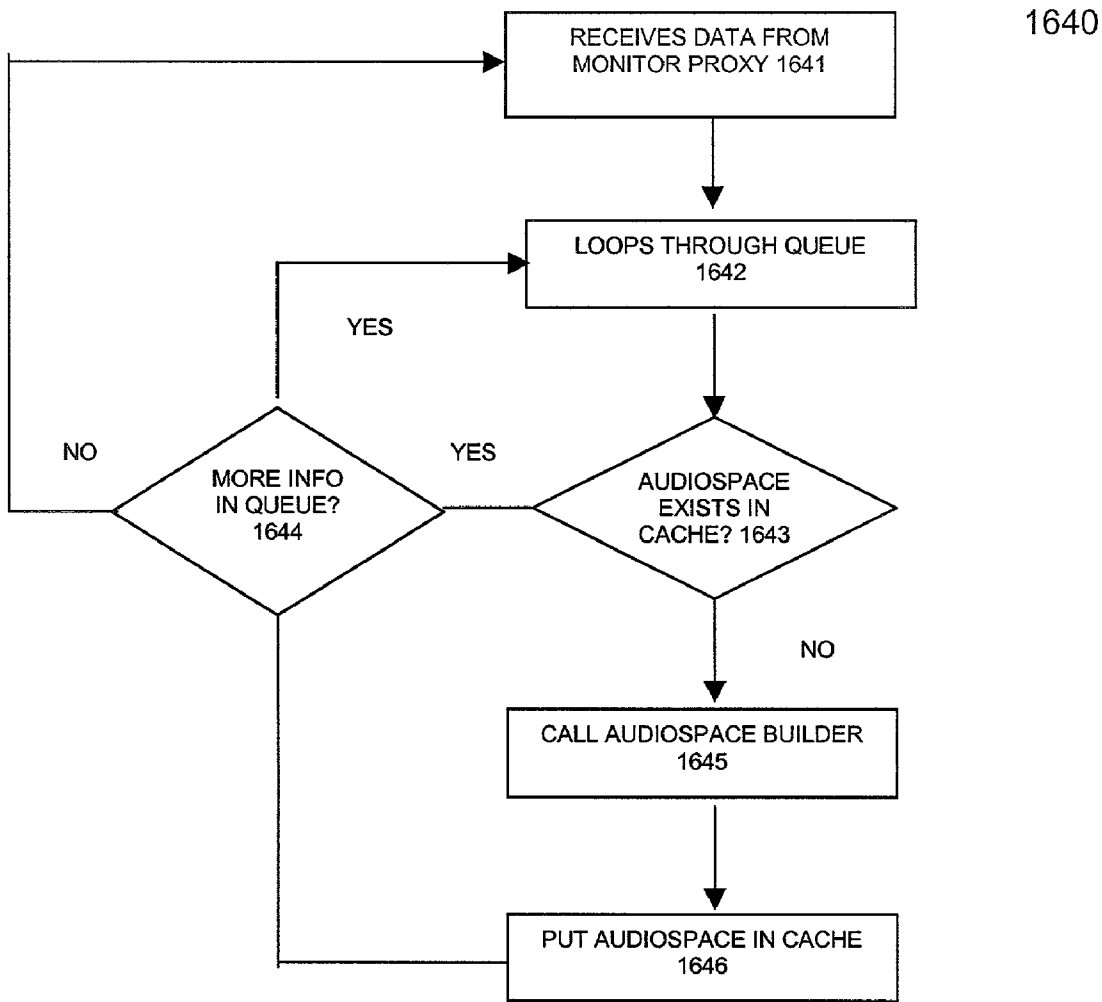 1640
RECEIVES DATA FROM
MONITOR PROXY 1641
LOOPS THROUGH QUEUE
1642
YES
NO
MORE INFO
IN QUEUE?
1644
YES
AUDIOSPACE
EXISTS IN
CACHE? 1643
NO
CALL AUDIOSPACE BUILDER
1645
PUT AUDIOSPACE IN CACHE
1646